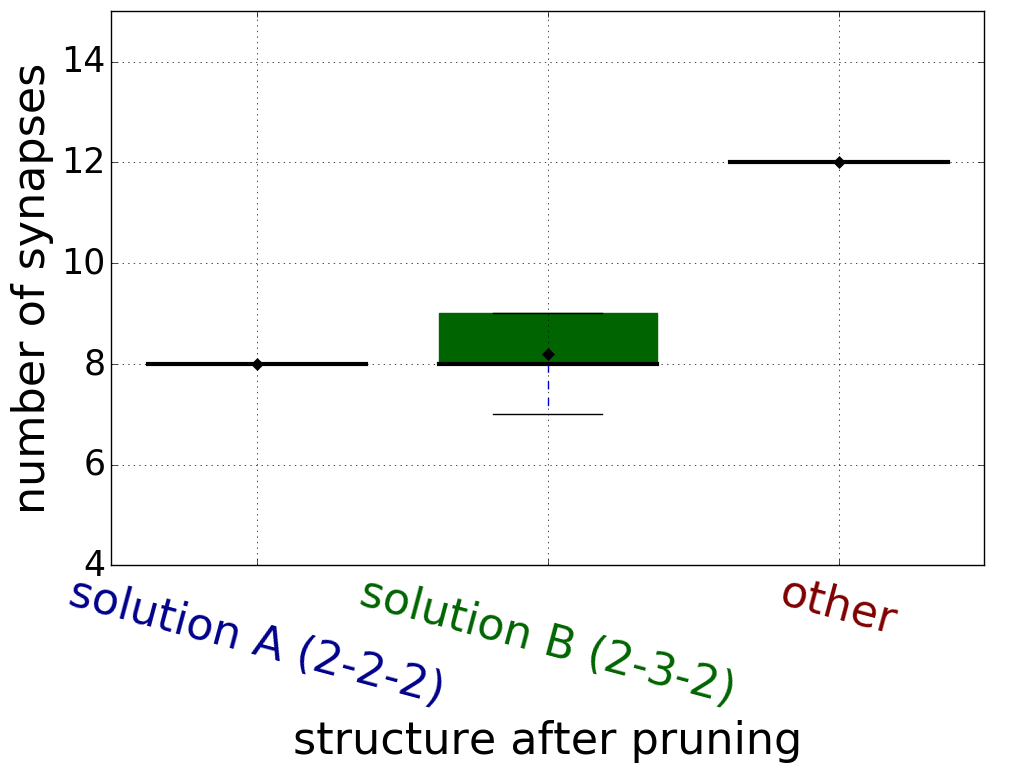 number of synapses
14
12
10
8
6
4
solution A (2-2-2)
solution B (2-3-2)
other
structure after pruning